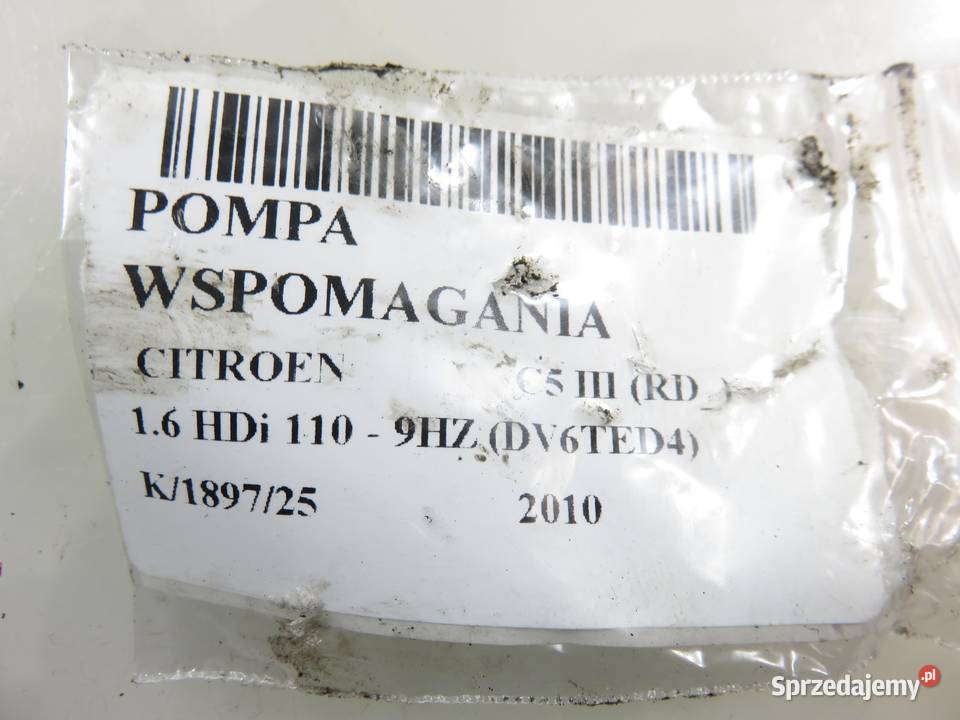 POMPA
WSPOMAGANIA
CITROEN C5 III (RD_)
1.6 HDi 110 - 9HZ (DV6TED4)
K/1897/25 2010
Sprzedajemy.pl